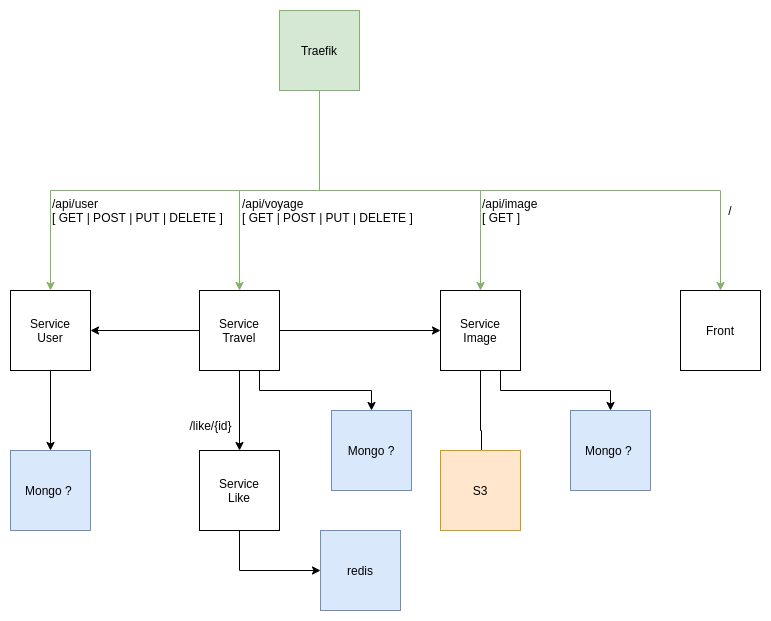 Traefik
/api/user
[ GET | POST | PUT | DELETE ]
/api/voyage
[ GET | POST | PUT | DELETE ]
/api/image
[ GET ]
/
Service
User
Service
Travel
Service
Image
Front
/like/{id}
Mongo ?
Mongo ?
Mongo ?
Service
Like
S3
redis